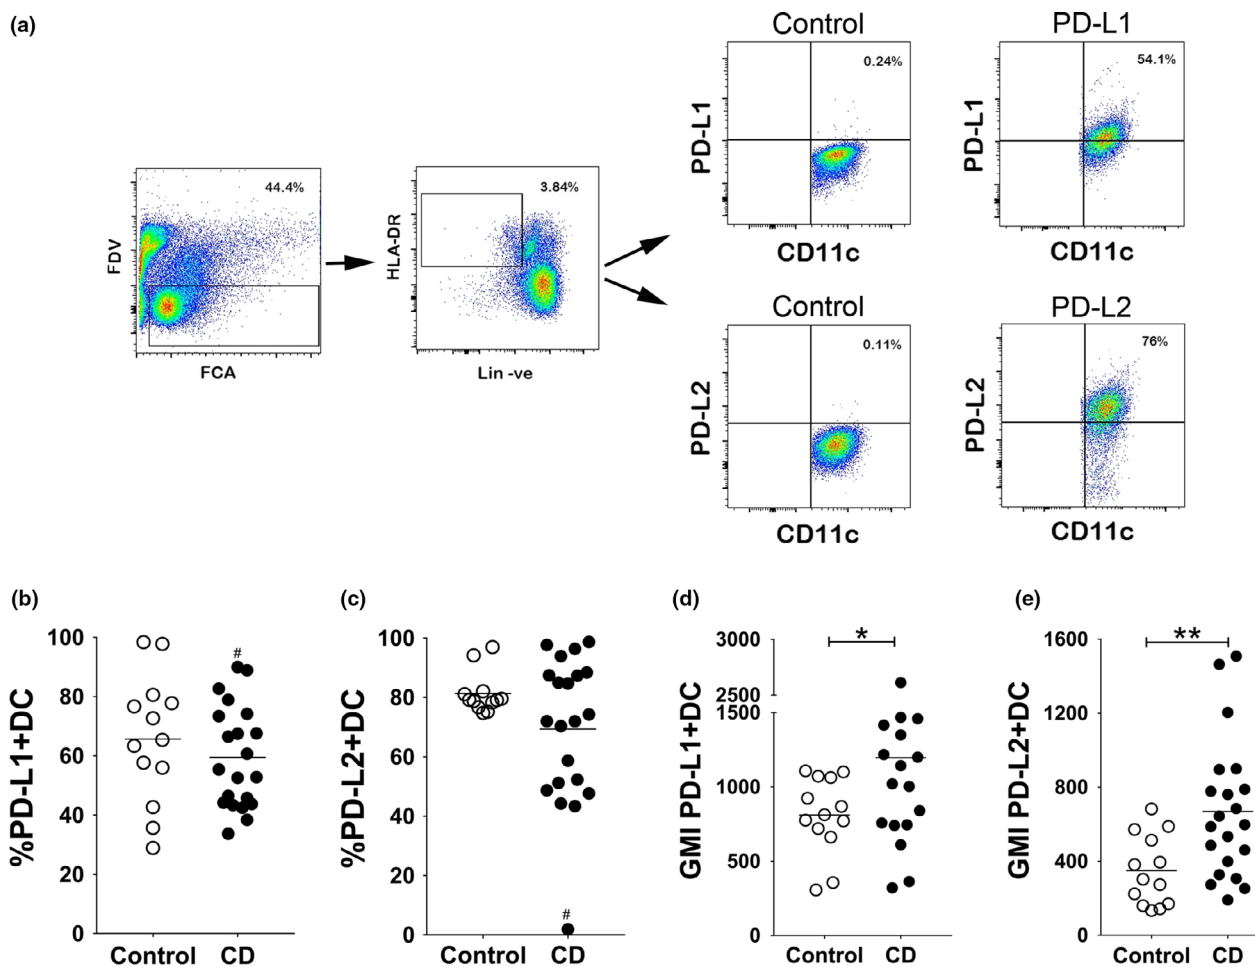 (a)
Control
PD-L1
0.24%
54.1%
PD-L1
PD-L1
CD11c
CD11c
44.4%
3.84%
FDV
HLA-DR
FCA
Lin -ve
Control
PD-L2
0.11%
76%
PD-L2
PD-L2
CD11c
CD11c
(b)
%PD-L1+DC
100
80
60
40
20
0
#
Control
CD
(c)
%PD-L2+DC
100
80
60
40
20
0
#
Control
CD
(d)
GMI PD-L1+DC
3000
2500
1500
1000
500
0
*
Control
CD
(e)
GMI PD-L2+DC
1600
1200
800
400
0
**
Control
CD